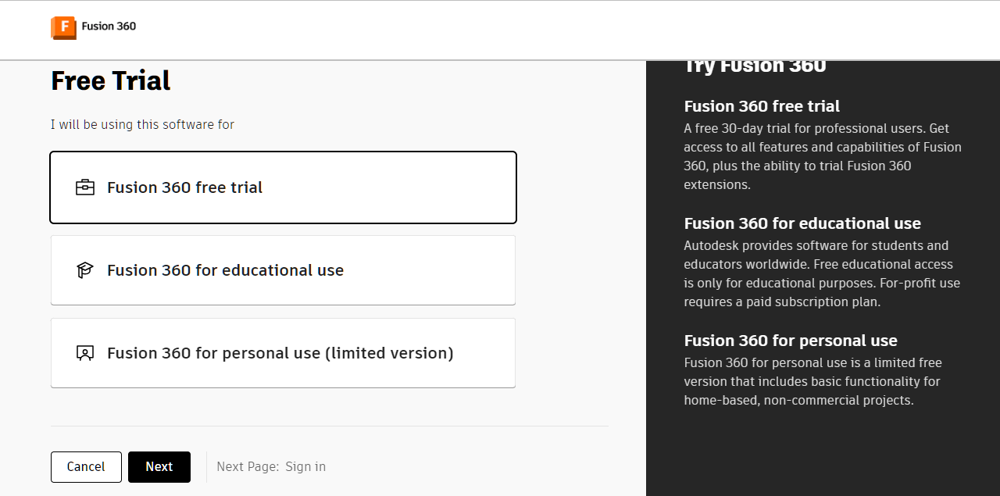 Fusion 360
Free Trial
I will be using this software for
Fusion 360 free trial
Fusion 360 for educational use
Fusion 360 for personal use (limited version)
Cancel
Next
Next Page: Sign in
Try Fusion 360
Fusion 360 free trial
A free 30-day trial for professional users. Get
access to all features and capabilities of Fusion
360, plus the ability to trial Fusion 360
extensions.
Fusion 360 for educational use
Autodesk provides software for students and
educators worldwide. Free educational access
is only for educational purposes. For-profit use
requires a paid subscription plan.
Fusion 360 for personal use
Fusion 360 for personal use is a limited free
version that includes basic functionality for
home-based, non-commercial projects.